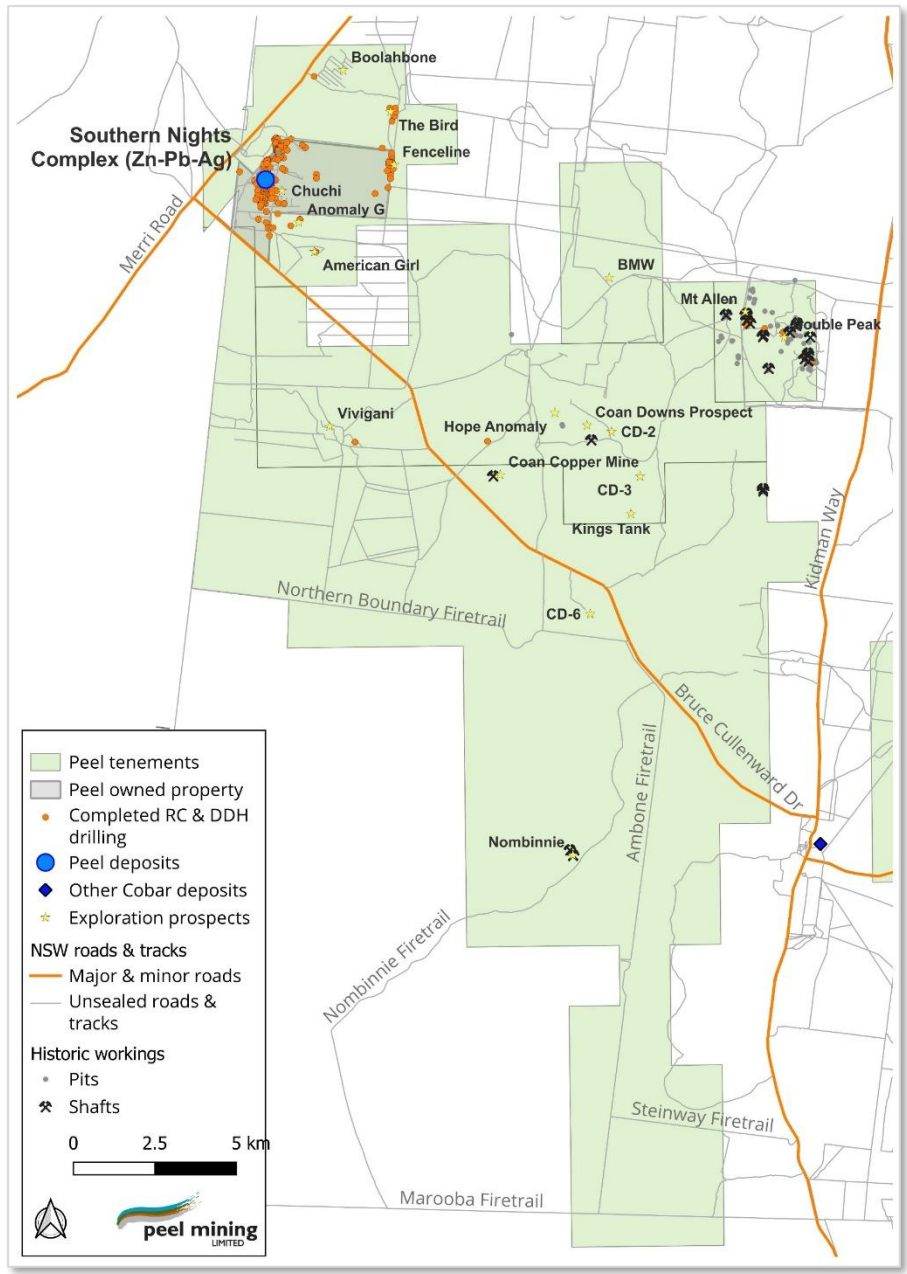 Boolahbone
The Bird
Southern Nights
Complex (Zn-Pb-Ag)
Fenceline
Chuchi
Anomaly G
Merri Road
American Girl
BMW
Mt Allen
ouble Peak
Vivigani
Hope Anomaly
Coan Downs Prospect
CD-2
Coan Copper Mine
CD-3
Kings Tank
Kidman Way
Northern Boundary Firetrail
CD-6
Bruce Cullenward Dr
Ambone Firetrail
Nombinnie
Nombinnie Firetrail
Steinway Firetrail
Marooba Firetrail
Peel tenements
Peel owned property
Completed RC & DDH
drilling
Peel deposits
Other Cobar deposits
Exploration prospects
NSW roads & tracks
Major & minor roads
Unsealed roads &
tracks
Historic workings
Pits
Shafts
0 2.5 5 km
peel mining
LIMITED